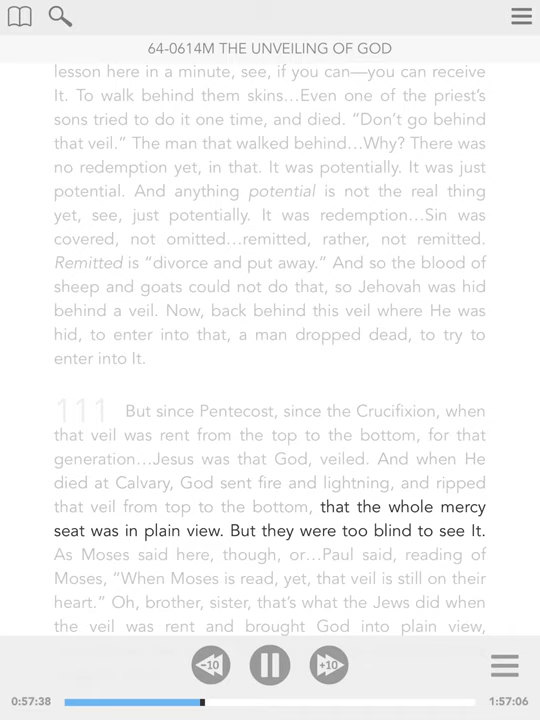 64-0614M THE UNVEILING OF GOD
lesson here in a minute, see, if you can—you can receive
It. To walk behind them skins…Even one of the priest's
sons tried to do it one time, and died. “Don't go behind
that veil.” The man that walked behind…Why? There was
no redemption yet, in that. It was potentially. It was just
potential. And anything potential is not the real thing
yet, see, just potentially. It was redemption…Sin was
covered, not omitted…remitted, rather, not remitted.
Remitted is “divorce and put away.” And so the blood of
sheep and goats could not do that, so Jehovah was hid
behind a veil. Now, back behind this veil where He was
hid, to enter into that, a man dropped dead, to try to
enter into It.
111 But since Pentecost, since the Crucifixion, when
that veil was rent from the top to the bottom, for that
generation…Jesus was that God, veiled. And when He
died at Calvary, God sent fire and lightning, and ripped
that veil from top to the bottom, that the whole mercy
seat was in plain view. But they were too blind to see It.
As Moses said here, though, or…Paul said, reading of
Moses, “When Moses is read, yet, that veil is still on their
heart.” Oh, brother, sister, that's what the Jews did when
the veil was rent and brought God into plain view,
-10
+10
0:57:38
1:57:06